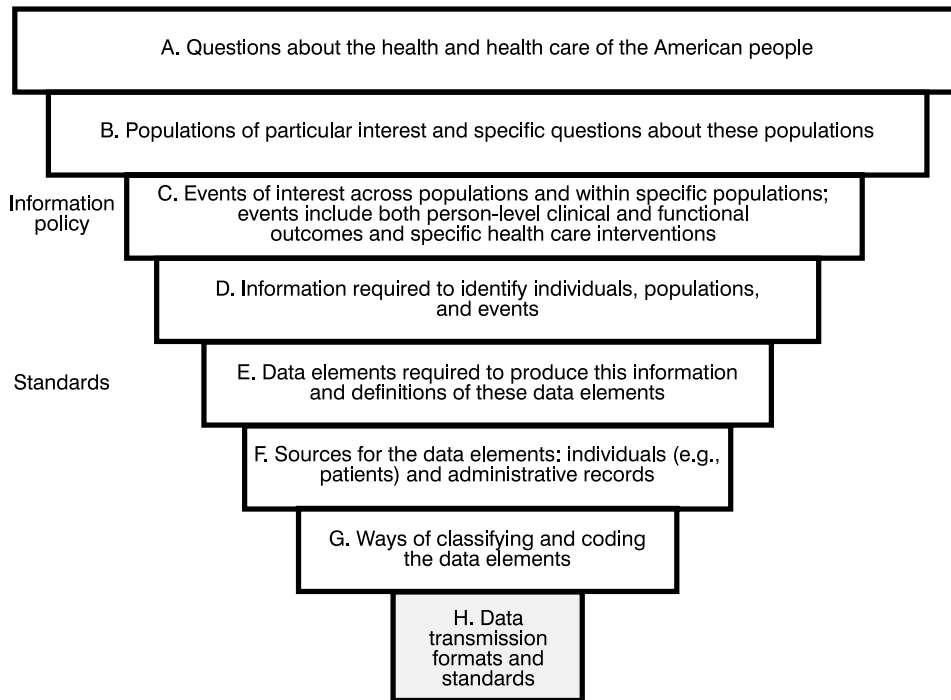 A. Questions about the health and health care of the American people
B. Populations of particular interest and specific questions about these populations
Information
policy
C. Events of interest across populations and within specific populations;
events include both person-level clinical and functional
outcomes and specific health care interventions
D. Information required to identify individuals, populations,
and events
Standards
E. Data elements required to produce this information
and definitions of these data elements
F. Sources for the data elements: individuals (e.g.,
patients) and administrative records
G. Ways of classifying and coding
the data elements
H. Data
transmission
formats and
standards